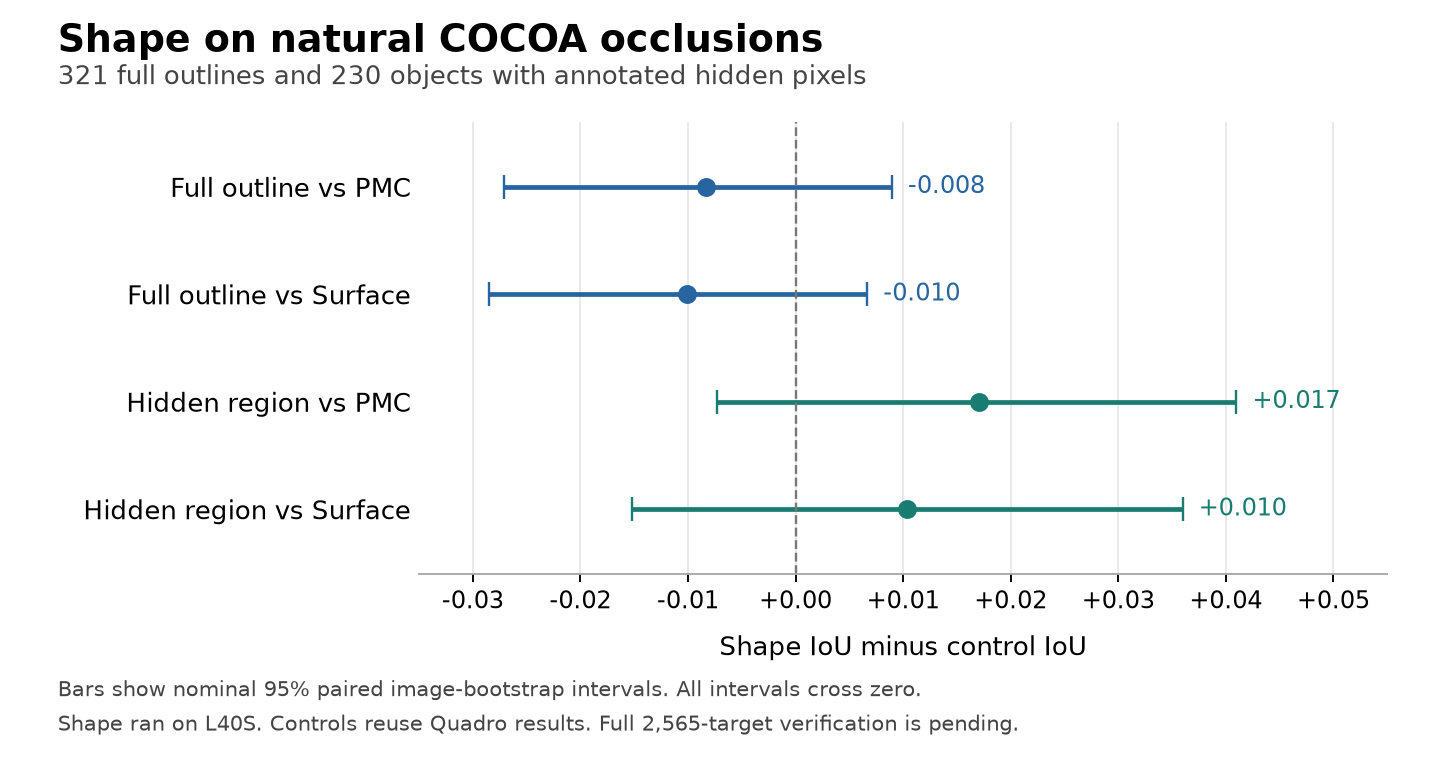 Shape on natural COCOA occlusions
321 full outlines and 230 objects with annotated hidden pixels
Full outline vs PMC
-0.008
Full outline vs Surface
-0.010
Hidden region vs PMC
+0.017
Hidden region vs Surface
+0.010
-0.03 -0.02 -0.01 +0.00 +0.01 +0.02 +0.03 +0.04 +0.05
Shape IoU minus control IoU
Bars show nominal 95% paired image-bootstrap intervals. All intervals cross zero.
Shape ran on L40S. Controls reuse Quadro results. Full 2,565-target verification is pending.